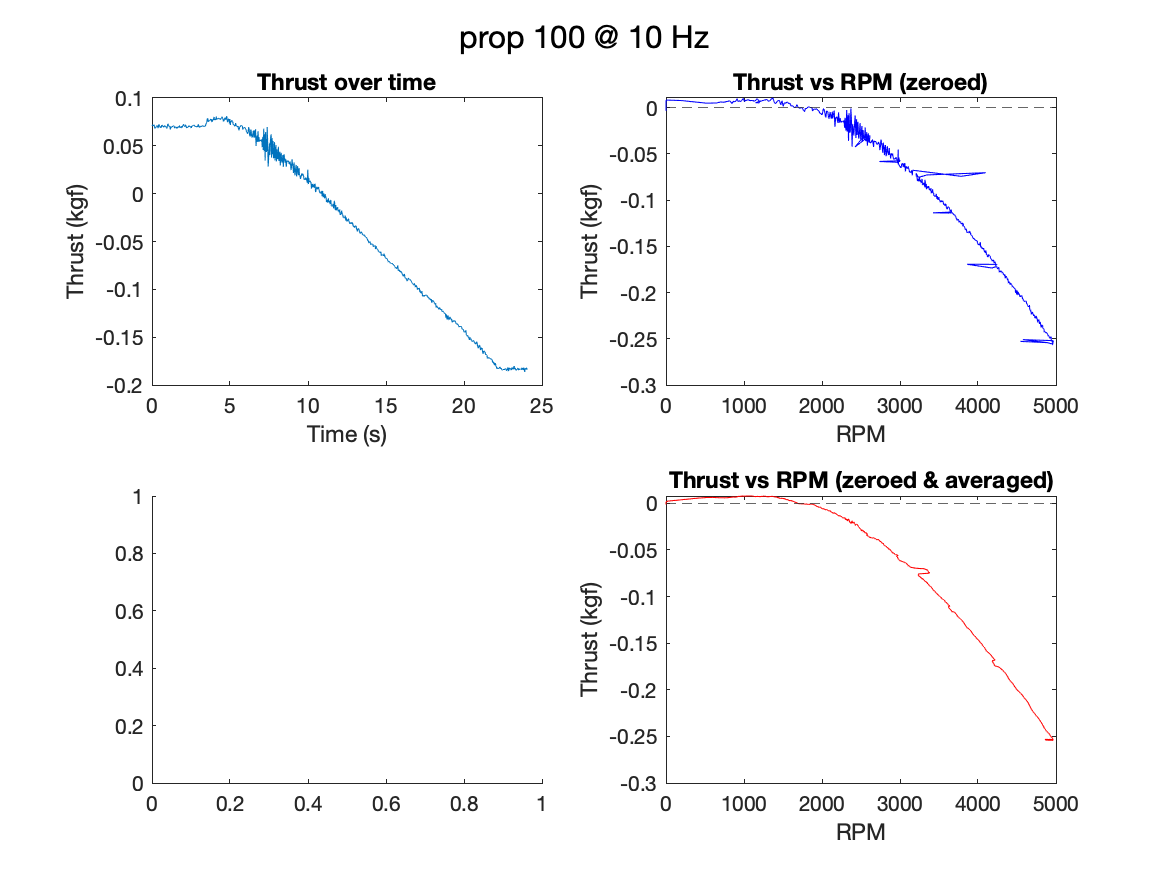 prop 100 @ 10 Hz
Thrust over time
0.1
0.05
0
-0.05
-0.1
-0.15
-0.2
Thrust (kgf)
0 5 10 15 20 25
Time (s)
Thrust vs RPM (zeroed)
0
-0.05
-0.1
-0.15
-0.2
-0.25
-0.3
Thrust (kgf)
0 1000 2000 3000 4000 5000
RPM
1
0.8
0.6
0.4
0.2
0
0 0.2 0.4 0.6 0.8 1
Thrust vs RPM (zeroed & averaged)
0
-0.05
-0.1
-0.15
-0.2
-0.25
-0.3
Thrust (kgf)
0 1000 2000 3000 4000 5000
RPM